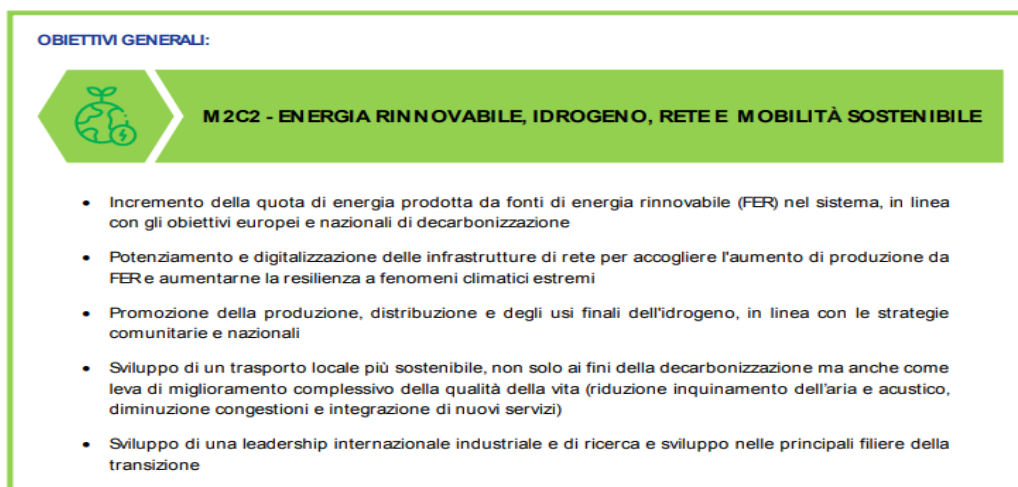 OBIETTIVI GENERALI:
M2C2 - ENERGIA RINNOVABILE, IDROGENO, RETE E MOBILITÀ SOSTENIBILE
• Incremento della quota di energia prodotta da fonti di energia rinnovabile (FER) nel sistema, in linea
con gli obiettivi europei e nazionali di decarbonizzazione
• Potenziamento e digitalizzazione delle infrastrutture di rete per accogliere l'aumento di produzione da
FER e aumentarne la resilienza a fenomeni climatici estremi
• Promozione della produzione, distribuzione e degli usi finali dell'idrogeno, in linea con le strategie
comunitarie e nazionali
• Sviluppo di un trasporto locale più sostenibile, non solo ai fini della decarbonizzazione ma anche come
leva di miglioramento complessivo della qualità della vita (riduzione inquinamento dell'aria e acustico,
diminuzione congestioni e integrazione di nuovi servizi)
• Sviluppo di una leadership internazionale industriale e di ricerca e sviluppo nelle principali filiere della
transizione